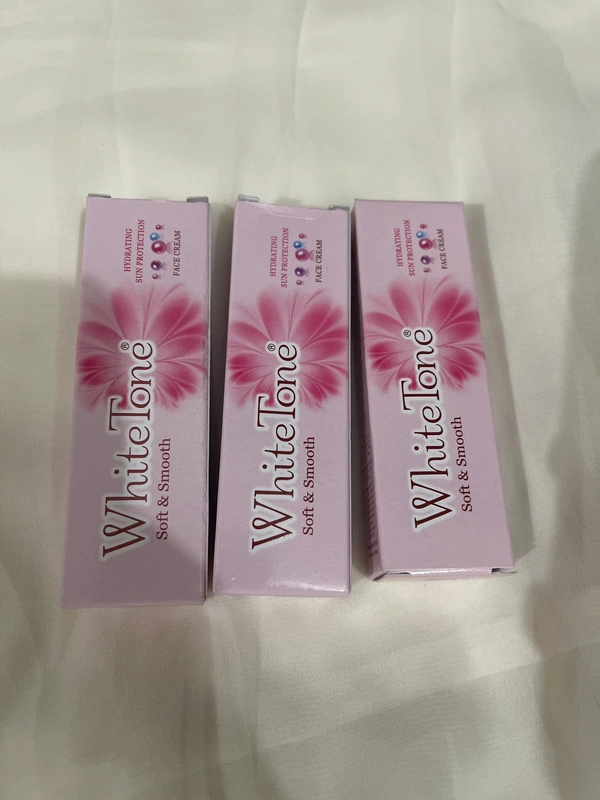 HYDRATING
SUN PROTECTION
FACE CREAM
WhiteTone®
Soft & Smooth
HYDRATING
SUN PROTECTION
FACE CREAM
WhiteTone®
Soft & Smooth
HYDRATING
SUN PROTECTION
FACE CREAM
WhiteTone®
Soft & Smooth